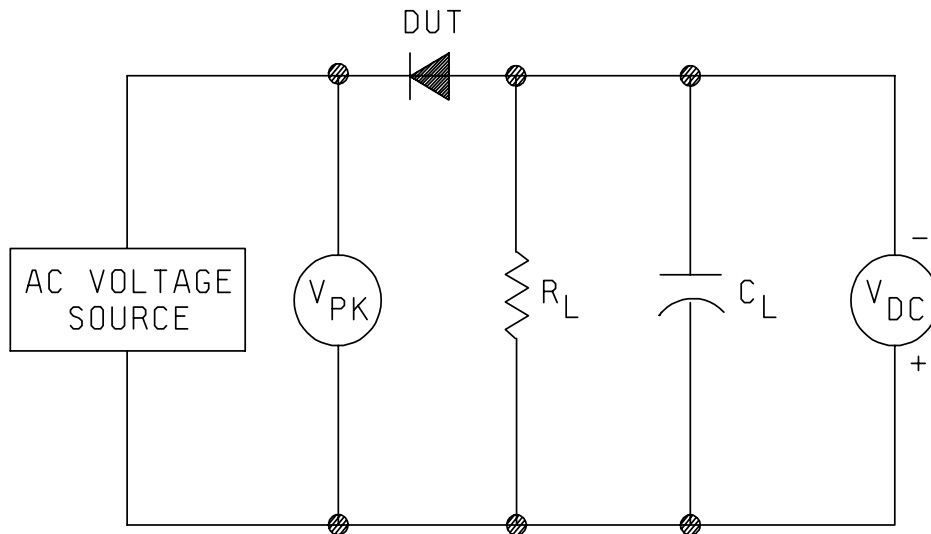 DUT
AC VOLTAGE
SOURCE
VPK
RL
CL
−
VDC
+